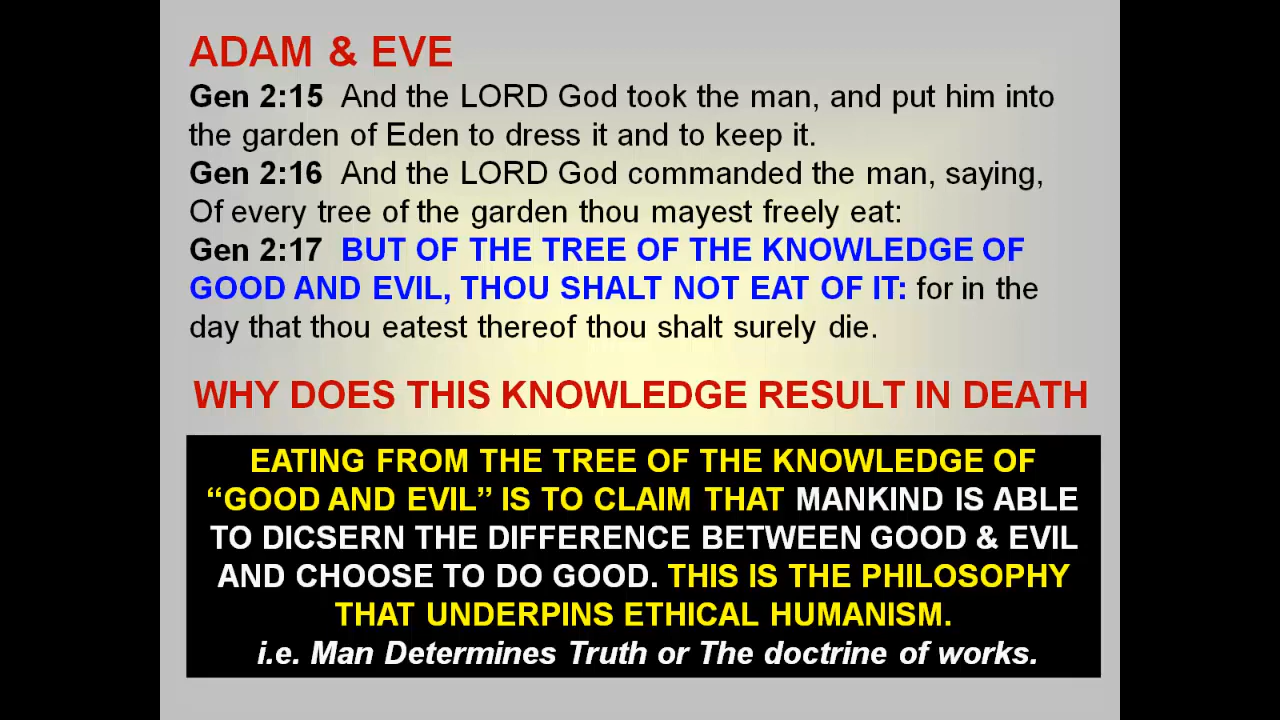 ADAM & EVE
Gen 2:15 And the LORD God took the man, and put him into
the garden of Eden to dress it and to keep it.
Gen 2:16 And the LORD God commanded the man, saying,
Of every tree of the garden thou mayest freely eat:
Gen 2:17 BUT OF THE TREE OF THE KNOWLEDGE OF
GOOD AND EVIL, THOU SHALT NOT EAT OF IT: for in the
day that thou eatest thereof thou shalt surely die.
WHY DOES THIS KNOWLEDGE RESULT IN DEATH
EATING FROM THE TREE OF THE KNOWLEDGE OF
“GOOD AND EVIL” IS TO CLAIM THAT MANKIND IS ABLE
TO DICSERN THE DIFFERENCE BETWEEN GOOD & EVIL
AND CHOOSE TO DO GOOD. THIS IS THE PHILOSOPHY
THAT UNDERPINS ETHICAL HUMANISM.
i.e. Man Determines Truth or The doctrine of works.